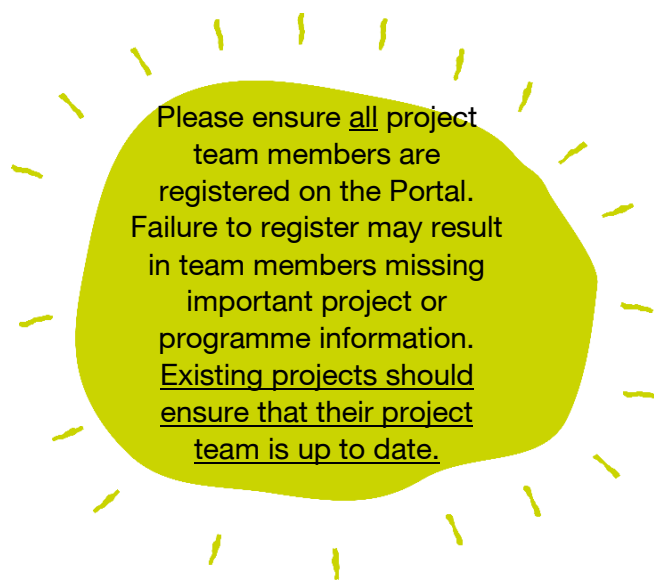 Please ensure all project
team members are
registered on the Portal.
Failure to register may result
in team members missing
important project or
programme information.
Existing projects should
ensure that their project
team is up to date.